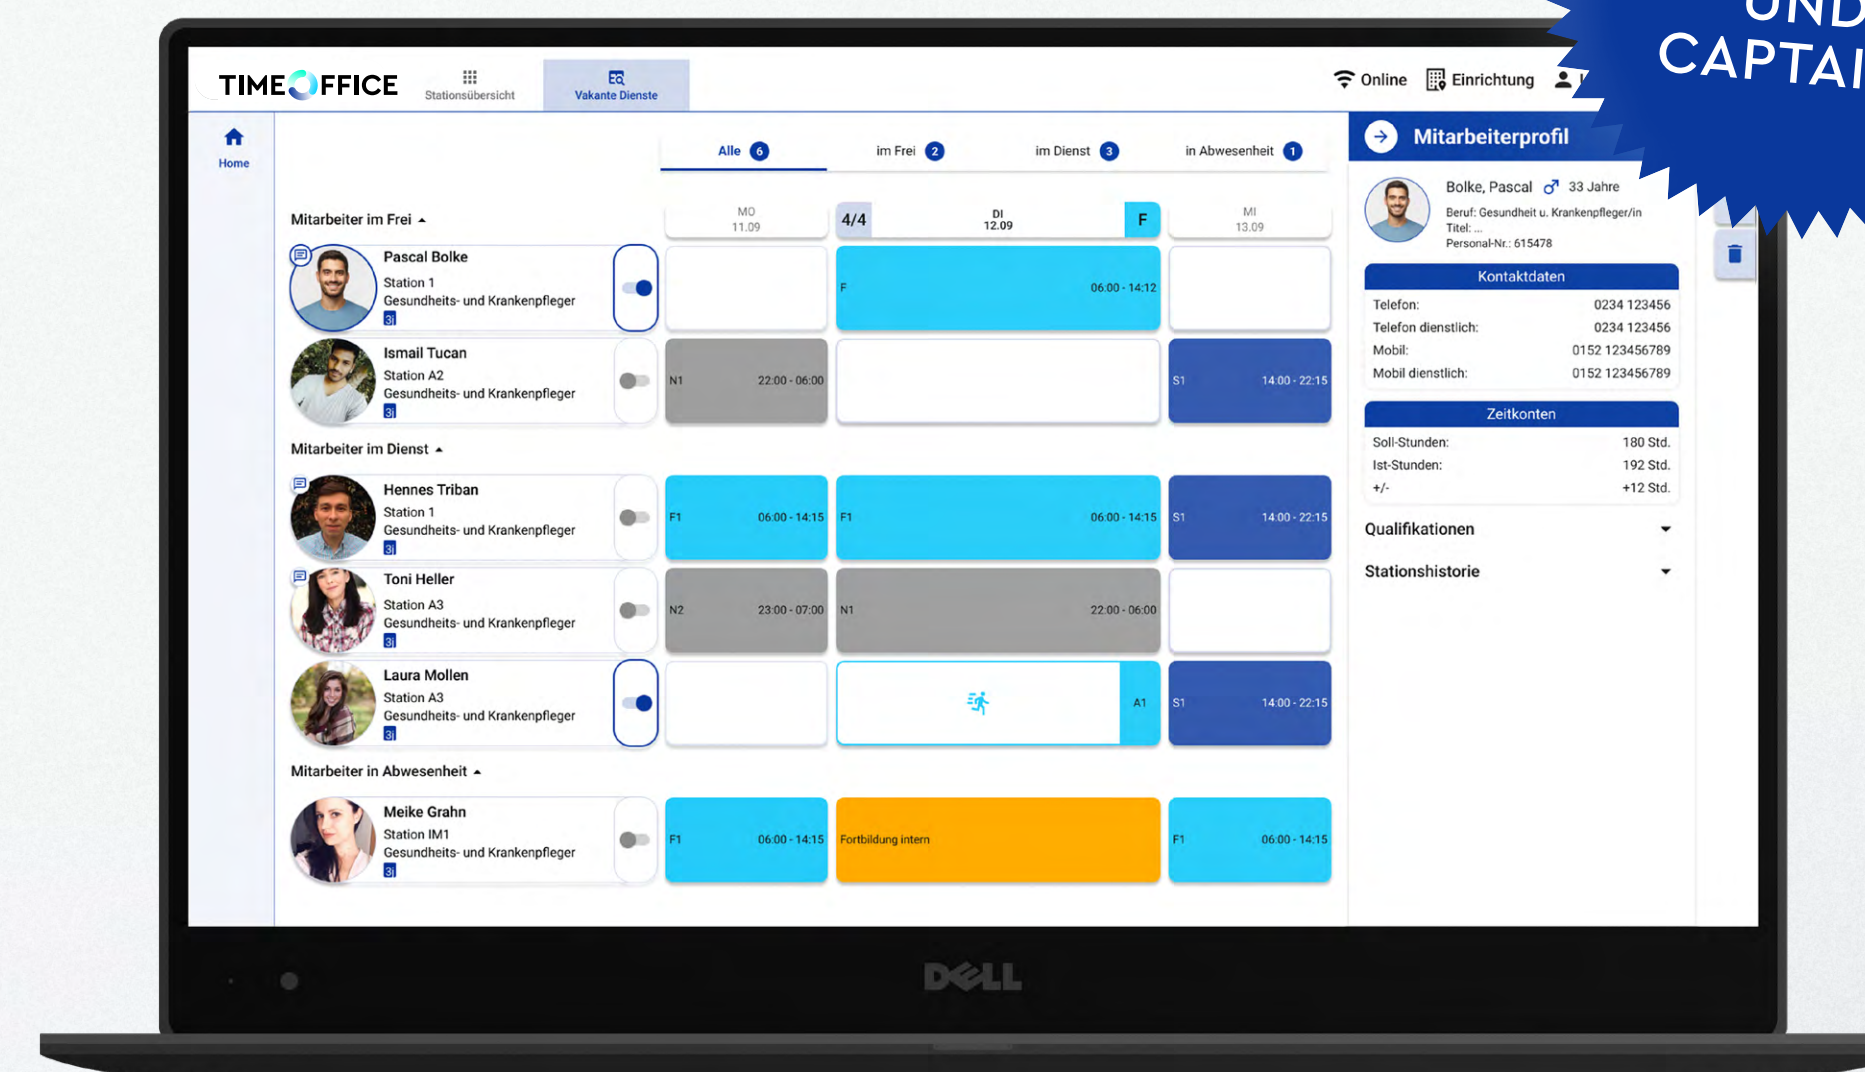 UND
TIMEOFFICE
Stationsübersicht
Vakante Dienste
Online
Einrichtung
Home
Alle 6
im Frei 2
im Dienst 3
in Abwesenheit 1
Mitarbeiterprofil
Mitarbeiter im Frei
MO
11.09
4/4
DI
12.09
F
MI
13.09
Bolke, Pascal ♂ 33 Jahre
Beruf: Gesundheit u. Krankenpfleger/in
Titel: ...
Personal-Nr.: 615478
Pascal Bolke
Station 1
Gesundheits- und Krankenpfleger
3j
F 06:00 - 14:12
Kontaktdaten
Telefon: 0234 123456
Telefon dienstlich: 0234 123456
Mobil: 0152 123456789
Mobil dienstlich: 0152 123456789
Ismail Tucan
Station A2
Gesundheits- und Krankenpfleger
3j
N1 22:00 - 06:00
S1 14:00 - 22:15
Zeitkonten
Soll-Stunden: 180 Std.
Ist-Stunden: 192 Std.
+/- +12 Std.
Mitarbeiter im Dienst
Hennes Triban
Station 1
Gesundheits- und Krankenpfleger
3j
F1 06:00 - 14:15
F1 06:00 - 14:15
S1 14:00 - 22:15
Qualifikationen
Stationshistorie
Toni Heller
Station A3
Gesundheits- und Krankenpfleger
3j
N2 23:00 - 07:00
N1 22:00 - 06:00
Laura Mollen
Station A3
Gesundheits- und Krankenpfleger
3j
A1
S1 14:00 - 22:15
Mitarbeiter in Abwesenheit
Meike Grahn
Station IM1
Gesundheits- und Krankenpfleger
3j
F1 06:00 - 14:15
Fortbildung intern
F1 06:00 - 14:15
DELL